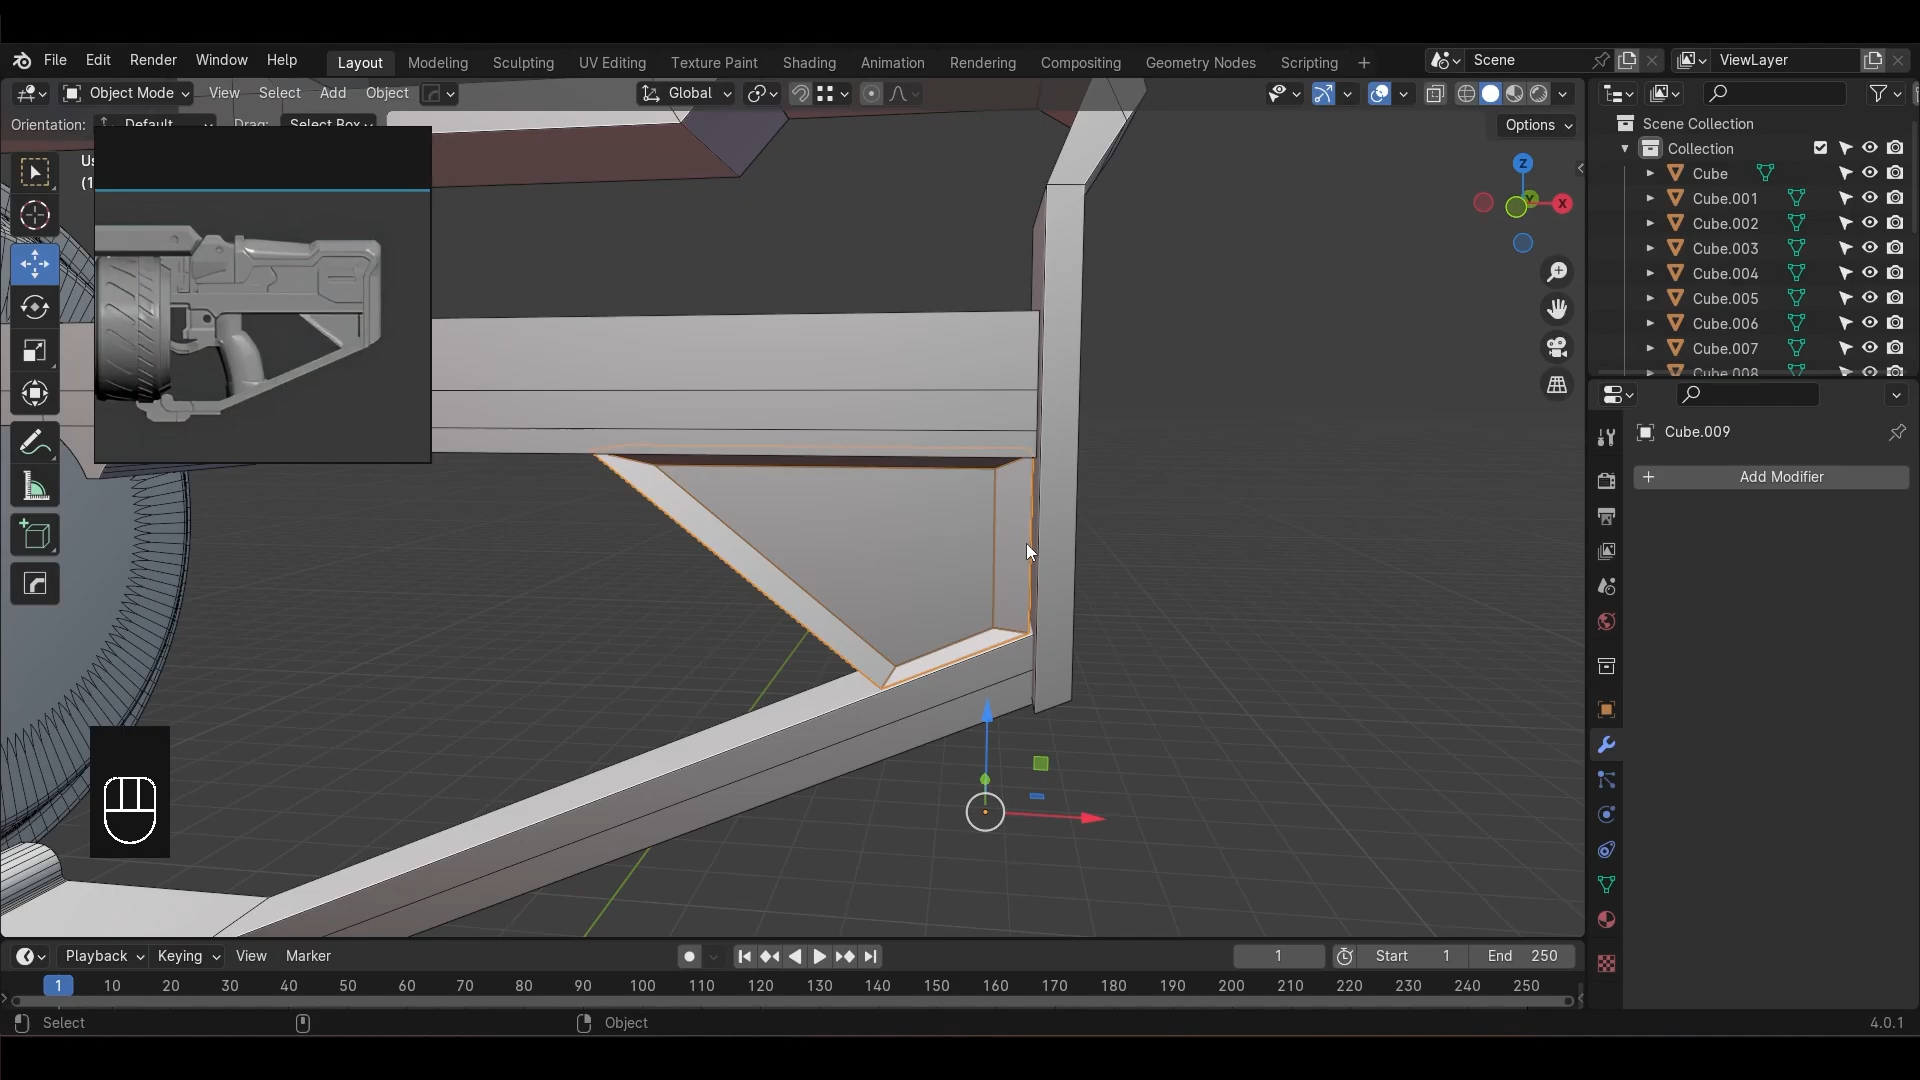 File Edit Render Window Help Layout Modeling Sculpting UV Editing Texture Paint Shading Animation Rendering Compositing Geometry Nodes Scripting + Scene ViewLayer
Object Mode View Select Add Object Global
Orientation: Default Drag: Select Box Options
Us
(1
Z
X
Scene Collection
Collection
Cube
Cube.001
Cube.002
Cube.003
Cube.004
Cube.005
Cube.006
Cube.007
Cube.008
Cube.009
+ Add Modifier
Playback Keying View Marker 1 Start 1 End 250
1 10 20 30 40 50 60 70 80 90 100 110 120 130 140 150 160 170 180 190 200 210 220 230 240 250
Select Object 4.0.1